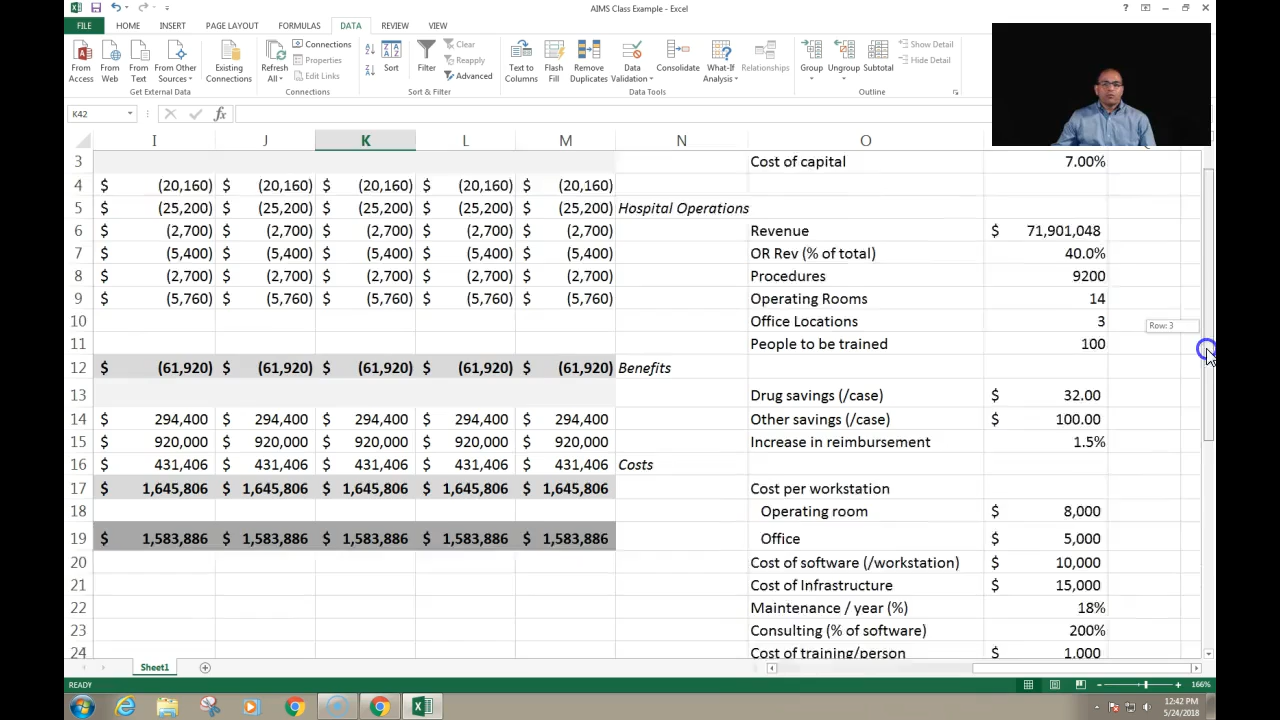 AIMS Class Example - Excel
FILE HOME INSERT PAGE LAYOUT FORMULAS DATA REVIEW VIEW
From Access From Web From Text From Other Sources Existing Connections Refresh All Connections Properties Edit Links Sort Filter Clear Reapply Advanced Text to Columns Flash Fill Remove Duplicates Data Validation Consolidate What-If Analysis Relationships Group Ungroup Subtotal Show Detail Hide Detail
Get External Data Connections Sort & Filter Data Tools Outline
K42 fx
I J K L M N O
3 Cost of capital 7.00%
4 $ (20,160) $ (20,160) $ (20,160) $ (20,160) $ (20,160)
5 $ (25,200) $ (25,200) $ (25,200) $ (25,200) $ (25,200) Hospital Operations
6 $ (2,700) $ (2,700) $ (2,700) $ (2,700) $ (2,700) Revenue $ 71,901,048
7 $ (5,400) $ (5,400) $ (5,400) $ (5,400) $ (5,400) OR Rev (% of total) 40.0%
8 $ (2,700) $ (2,700) $ (2,700) $ (2,700) $ (2,700) Procedures 9200
9 $ (5,760) $ (5,760) $ (5,760) $ (5,760) $ (5,760) Operating Rooms 14
10 Office Locations 3 Row: 3
11 People to be trained 100
12 $ (61,920) $ (61,920) $ (61,920) $ (61,920) $ (61,920) Benefits
13 Drug savings (/case) $ 32.00
14 $ 294,400 $ 294,400 $ 294,400 $ 294,400 $ 294,400 Other savings (/case) $ 100.00
15 $ 920,000 $ 920,000 $ 920,000 $ 920,000 $ 920,000 Increase in reimbursement 1.5%
16 $ 431,406 $ 431,406 $ 431,406 $ 431,406 $ 431,406 Costs
17 $ 1,645,806 $ 1,645,806 $ 1,645,806 $ 1,645,806 $ 1,645,806 Cost per workstation
18 Operating room $ 8,000
19 $ 1,583,886 $ 1,583,886 $ 1,583,886 $ 1,583,886 $ 1,583,886 Office $ 5,000
20 Cost of software (/workstation) $ 10,000
21 Cost of Infrastructure $ 15,000
22 Maintenance / year (%) 18%
23 Consulting (% of software) 200%
24 Cost of training/person $ 1,000
Sheet1
READY 166%
12:42 PM
5/24/2018